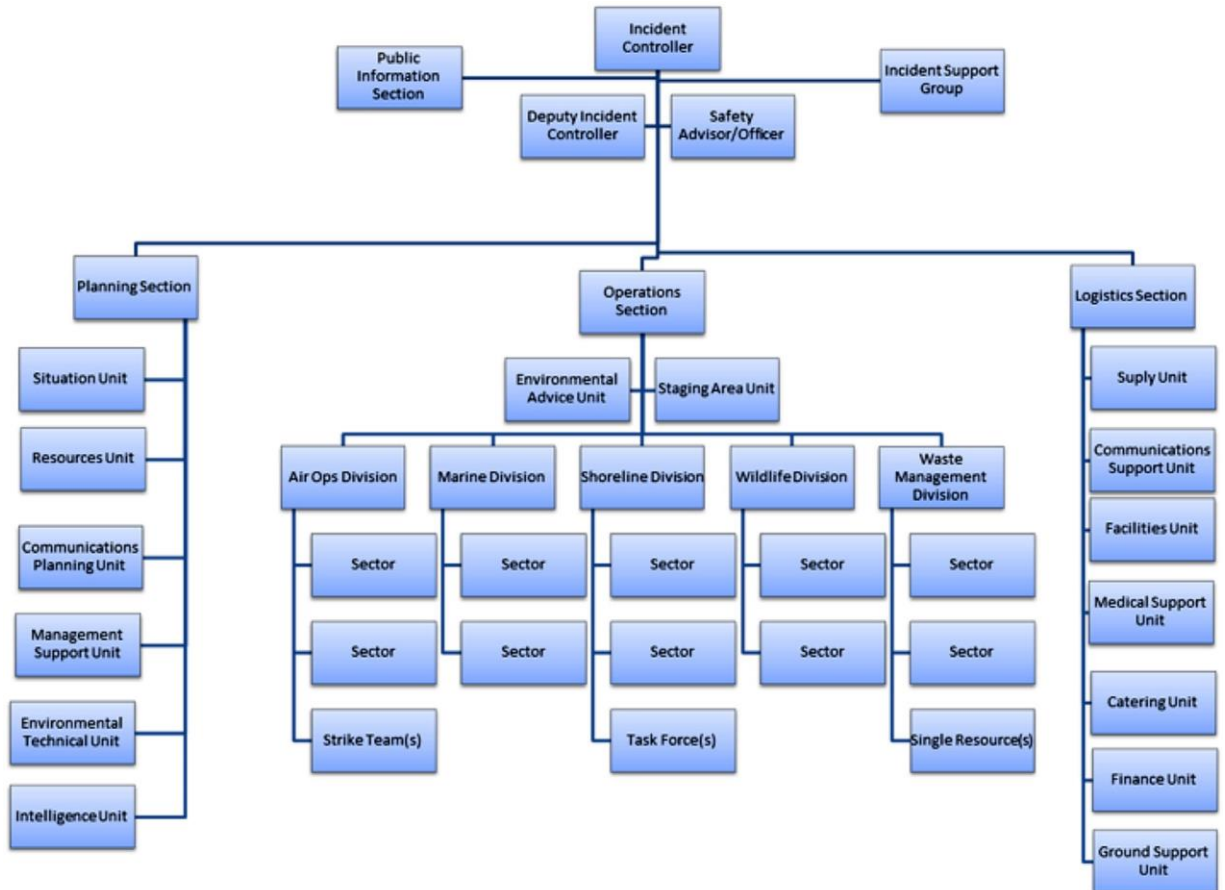 Incident
Controller
Public
Information
Section
Incident Support
Group
Deputy Incident
Controller
Safety
Advisor/Officer
Planning Section
Operations
Section
Logistics Section
Situation Unit
Environmental
Advice Unit
Staging Area Unit
Suply Unit
Resources Unit
Air Ops Division
Marine Division
Shoreline Division
Wildlife Division
Waste
Management
Division
Communications
Support Unit
Communications
Planning Unit
Sector
Sector
Sector
Sector
Sector
Facilities Unit
Management
Support Unit
Sector
Sector
Sector
Sector
Sector
Medical Support
Unit
Environmental
Technical Unit
Strike Team(s)
Task Force(s)
Single Resource(s)
Catering Unit
Intelligence Unit
Finance Unit
Ground Support
Unit